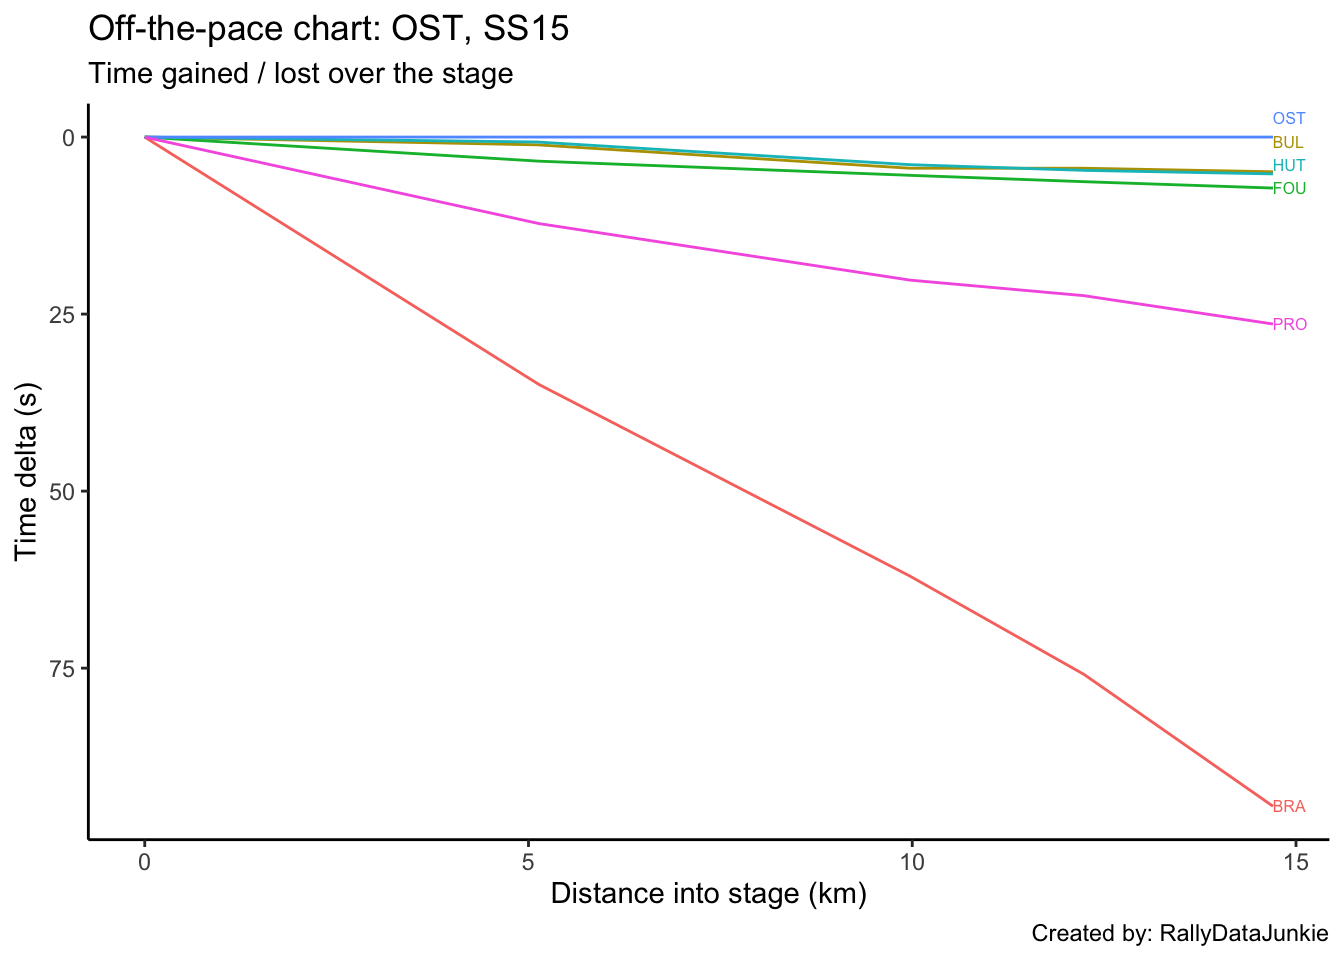 Off-the-pace chart: OST, SS15
Time gained / lost over the stage
0
25
50
75
Time delta (s)
OST
BUL
HUT
FOU
PRO
BRA
0 5 10 15
Distance into stage (km)
Created by: RallyDataJunkie